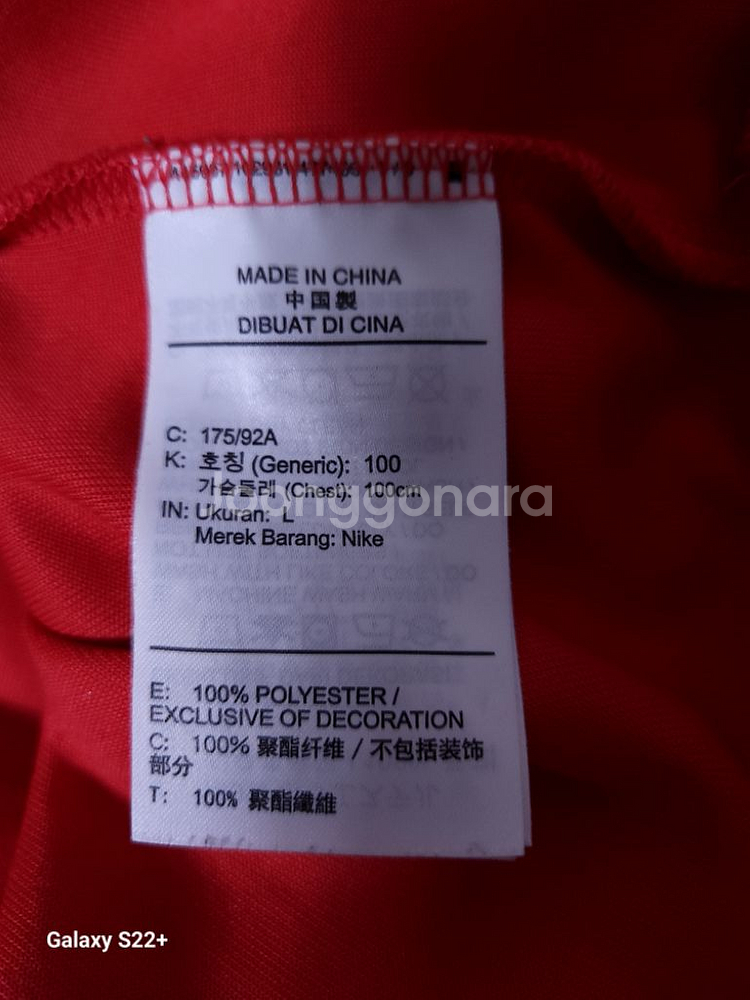 MADE IN CHINA
中国製
DIBUAT DI CINA
C: 175/92A
K: 호칭 (Generic): 100
가슴둘레 (Chest): 100cm
Joonggonara
IN: Ukuran: L
Merek Barang: Nike
E: 100% POLYESTER /
EXCLUSIVE OF DECORATION
C: 100% 聚酯纤维 / 不包括装饰
部分
T: 100% 聚酯纖維
Galaxy S22+